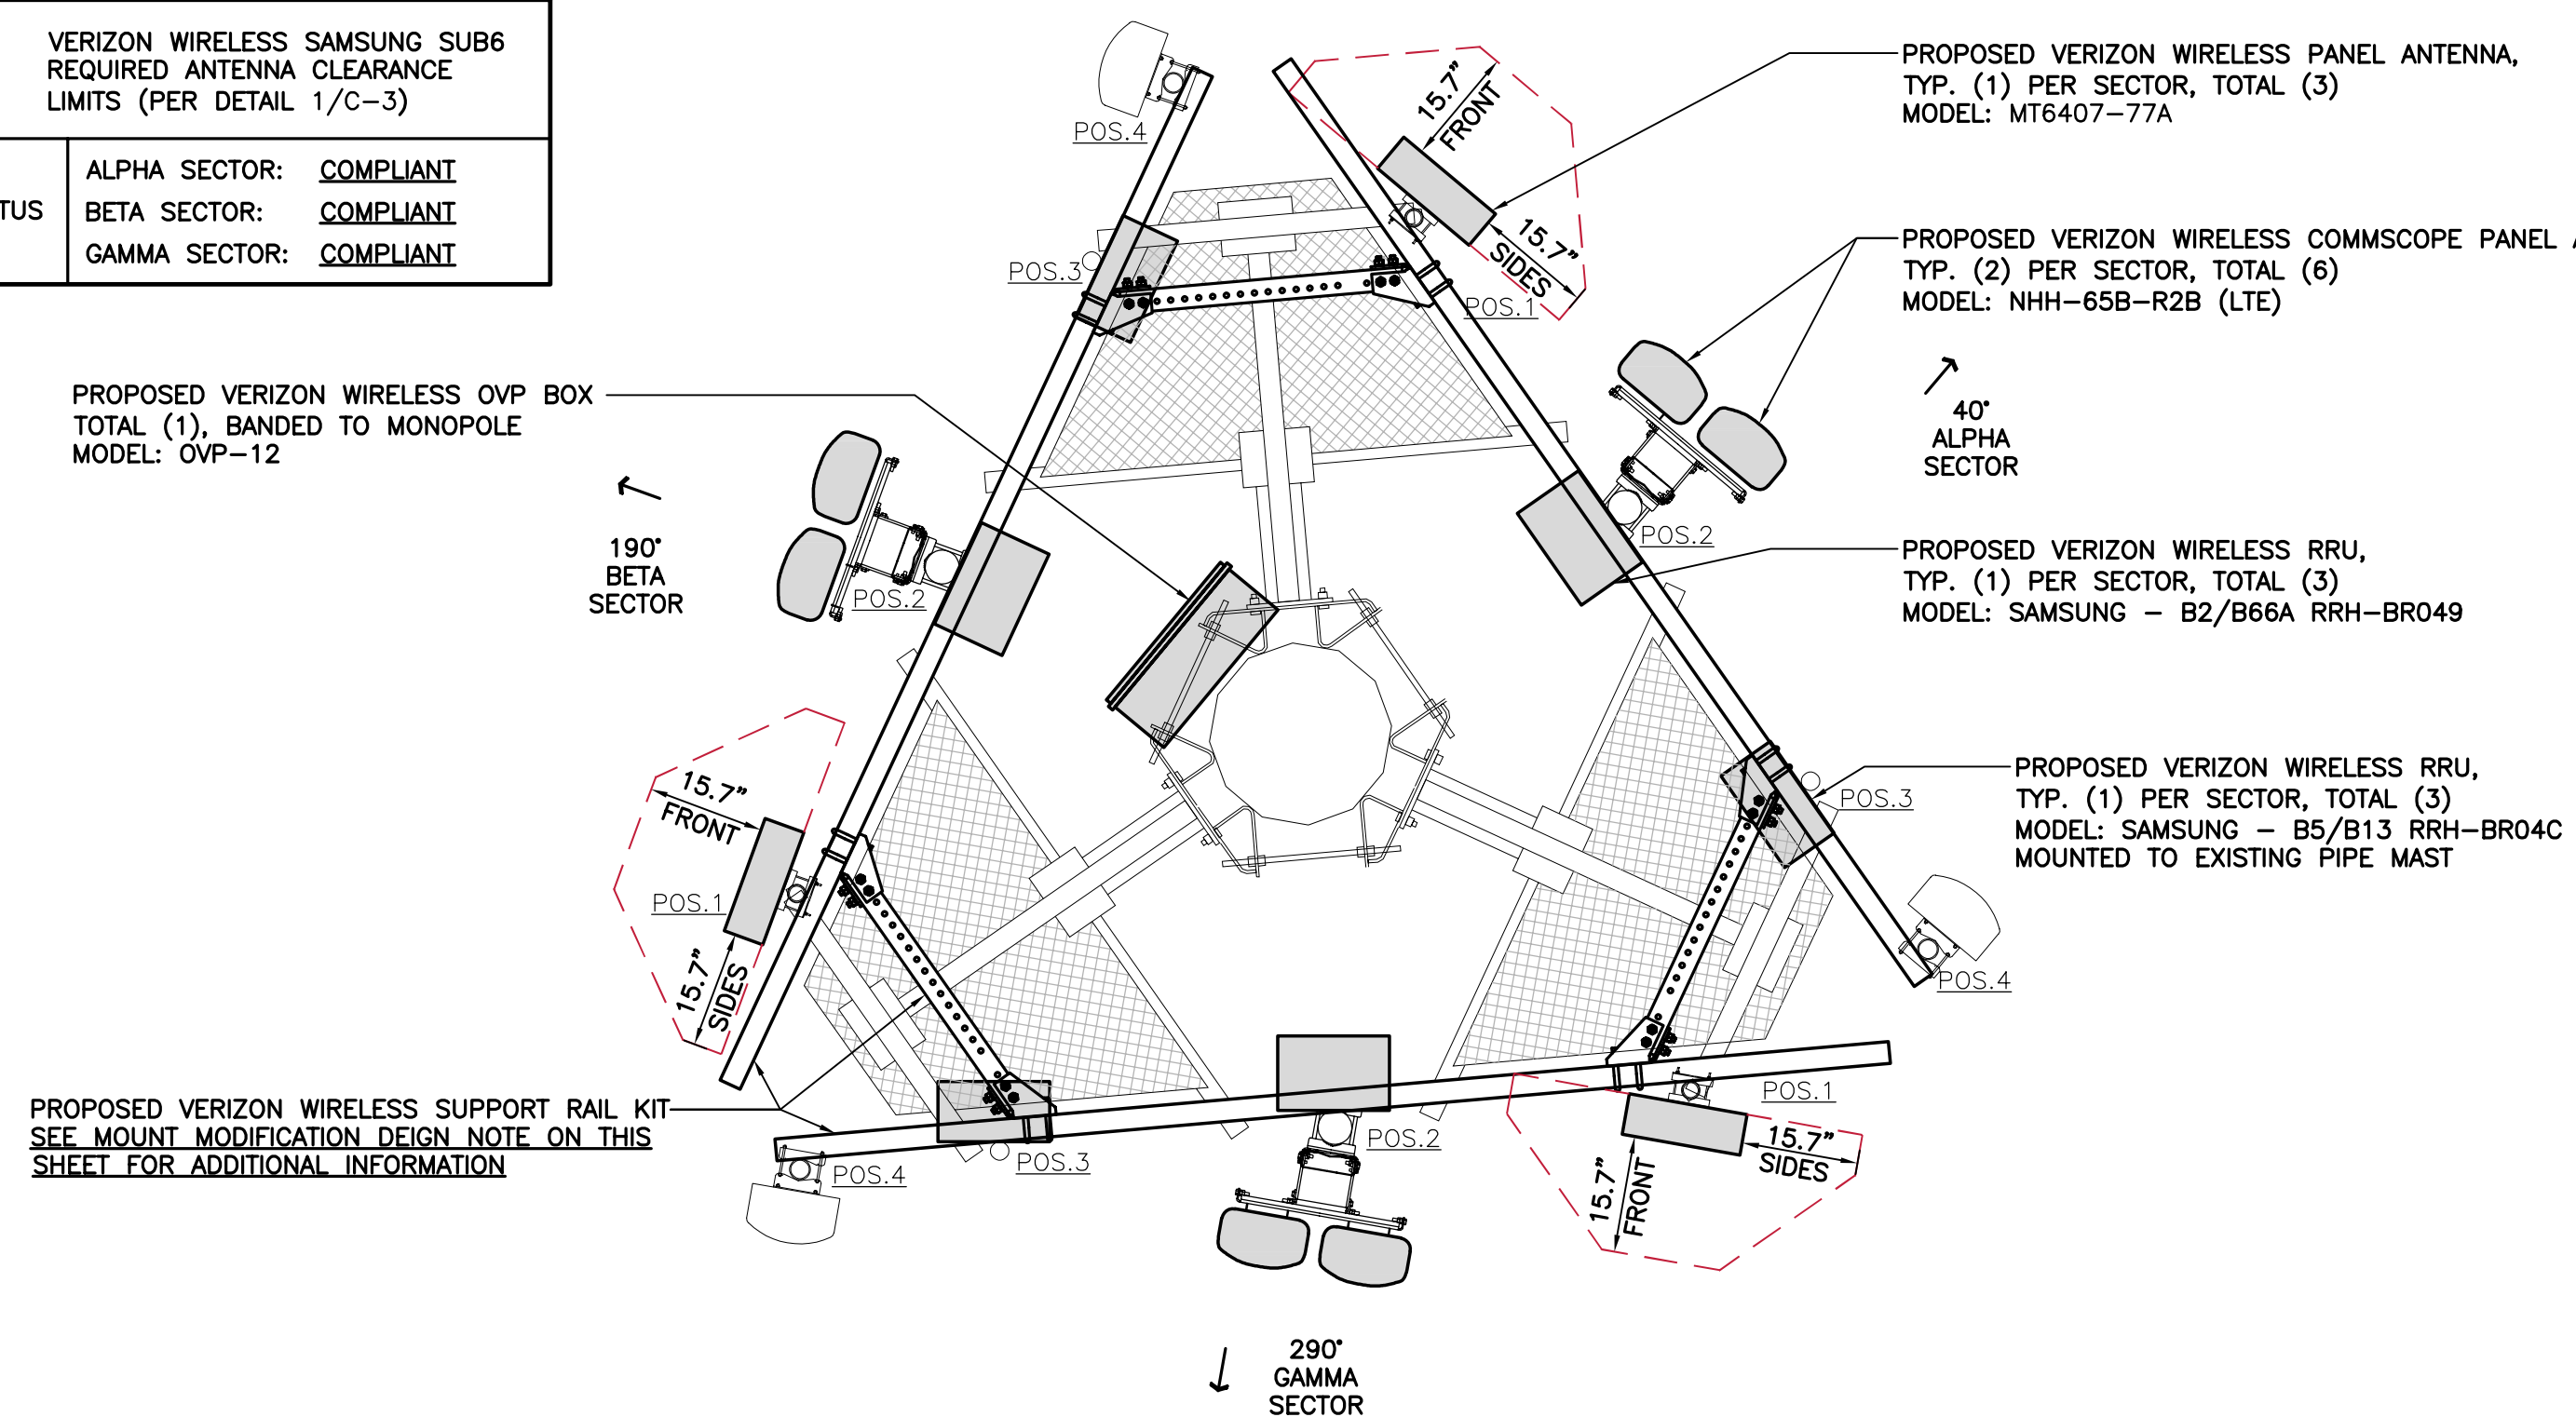 VERIZON WIRELESS SAMSUNG SUB6
REQUIRED ANTENNA CLEARANCE
LIMITS (PER DETAIL 1/C-3)
TUS
ALPHA SECTOR: COMPLIANT
BETA SECTOR: COMPLIANT
GAMMA SECTOR: COMPLIANT
POS.4
POS.3
15.7"
FRONT
15.7"
SIDES
POS.1
PROPOSED VERIZON WIRELESS PANEL ANTENNA,
TYP. (1) PER SECTOR, TOTAL (3)
MODEL: MT6407-77A
PROPOSED VERIZON WIRELESS COMMSCOPE PANEL
TYP. (2) PER SECTOR, TOTAL (6)
MODEL: NHH-65B-R2B (LTE)
PROPOSED VERIZON WIRELESS OVP BOX
TOTAL (1), BANDED TO MONOPOLE
MODEL: OVP-12
40°
ALPHA
SECTOR
190°
BETA
SECTOR
POS.2
POS.2
PROPOSED VERIZON WIRELESS RRU,
TYP. (1) PER SECTOR, TOTAL (3)
MODEL: SAMSUNG - B2/B66A RRH-BR049
PROPOSED VERIZON WIRELESS RRU,
TYP. (1) PER SECTOR, TOTAL (3)
MODEL: SAMSUNG - B5/B13 RRH-BR04C
MOUNTED TO EXISTING PIPE MAST
POS.3
15.7"
FRONT
POS.1
15.7"
SIDES
POS.4
PROPOSED VERIZON WIRELESS SUPPORT RAIL KIT
SEE MOUNT MODIFICATION DEIGN NOTE ON THIS
SHEET FOR ADDITIONAL INFORMATION
POS.4
POS.3
POS.2
POS.1
15.7"
SIDES
15.7"
FRONT
290°
GAMMA
SECTOR